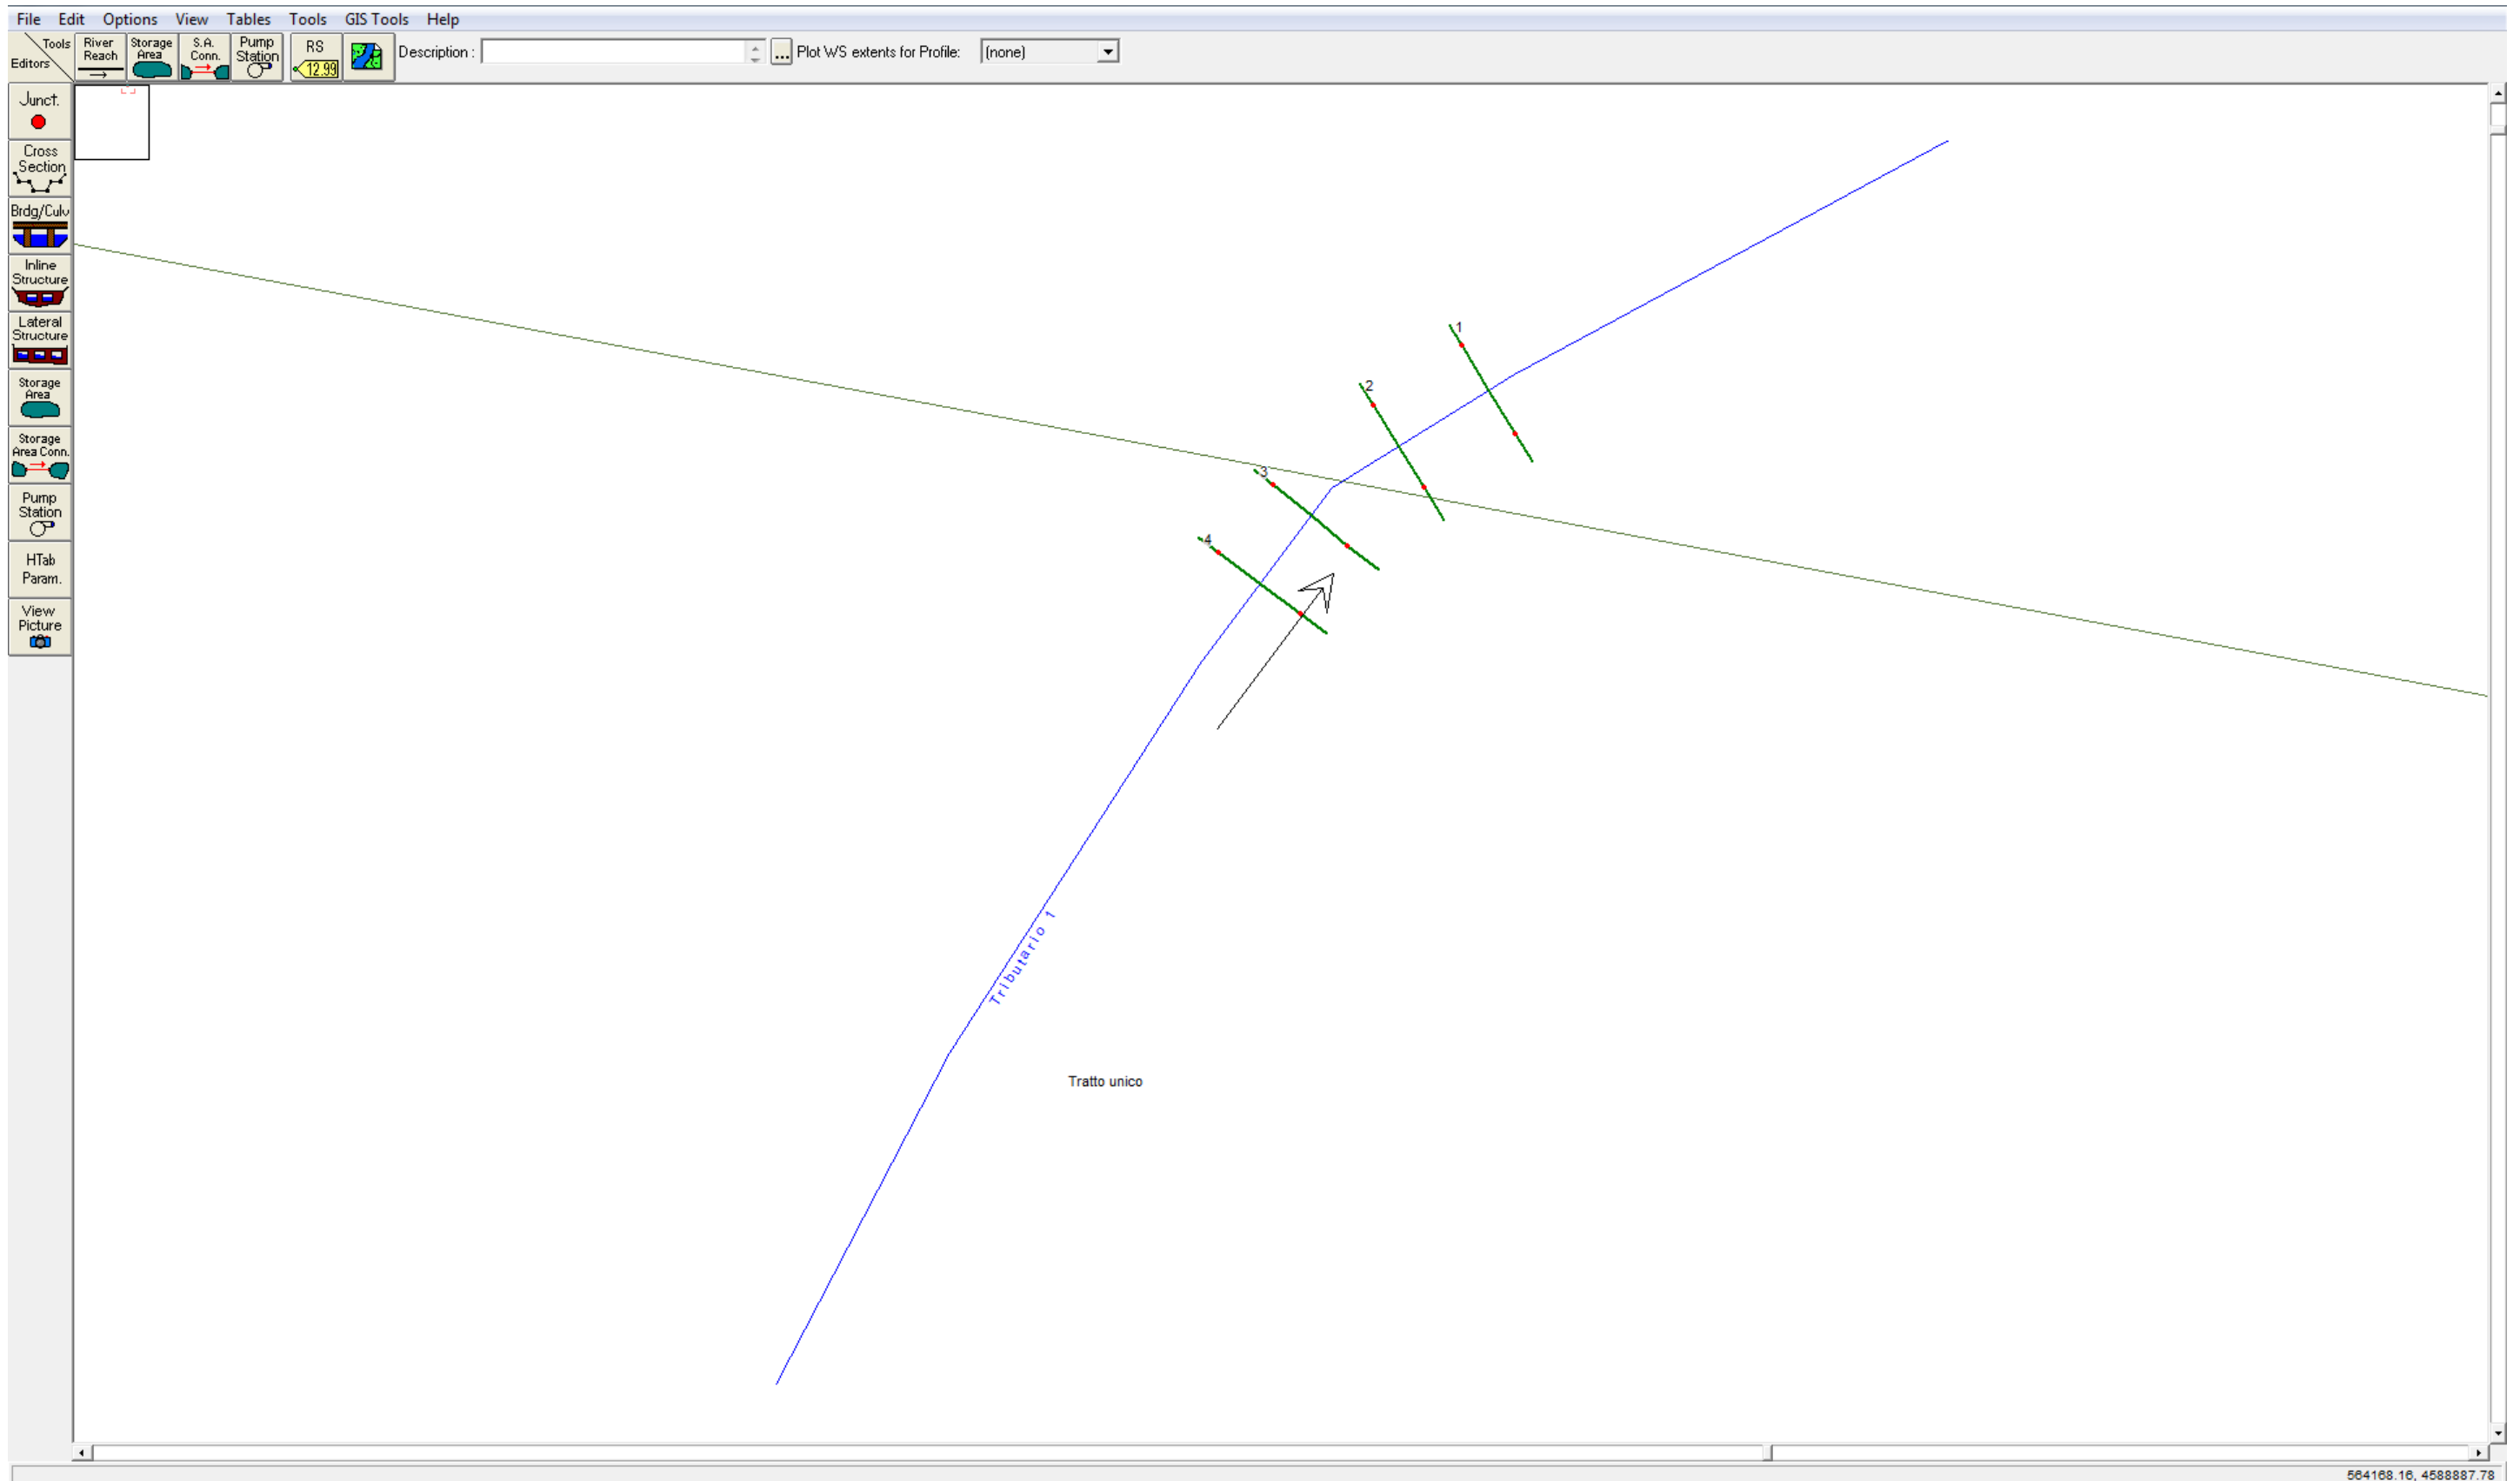 File Edit Options View Tables Tools GIS Tools Help
Tools
Editors
River
Reach
Storage
Area
S.A.
Conn.
Pump
Station
RS
12.99
Description :
...
Plot WS extents for Profile:
(none)
Junct.
Cross
Section
Brdg/Culv
Inline
Structure
Lateral
Structure
Storage
Area
Storage
Area Conn.
Pump
Station
HTab
Param.
View
Picture
1
2
3
4
Tributario 1
Tratto unico
564168.16, 4588887.78